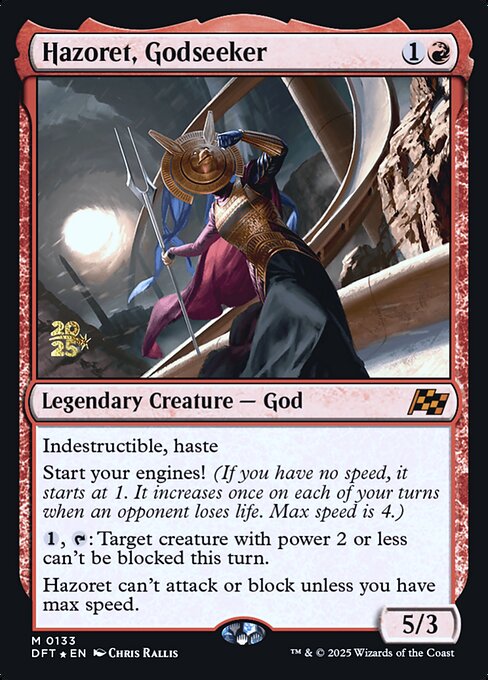 Hazoret, Godseeker 1
20
25
Legendary Creature — God
Indestructible, haste
Start your engines! (If you have no speed, it
starts at 1. It increases once on each of your turns
when an opponent loses life. Max speed is 4.)
1, : Target creature with power 2 or less
can't be blocked this turn.
Hazoret can't attack or block unless you have
max speed.
5/3
M 0133
DFT ★ EN Chris Rallis
™ & © 2025 Wizards of the Coast